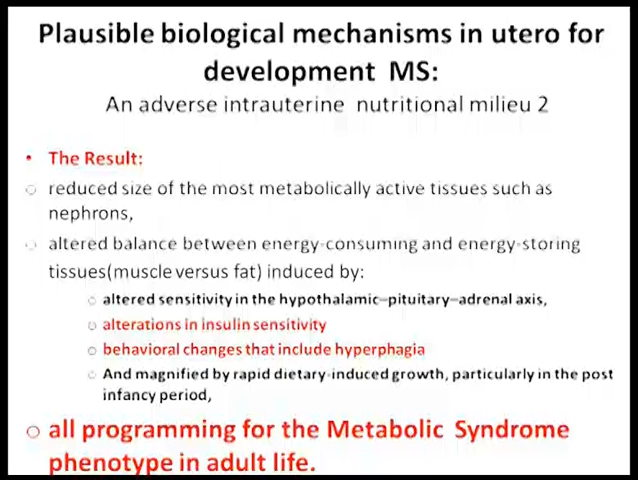 Plausible biological mechanisms in utero for
development MS:
An adverse intrauterine nutritional milieu 2
• The Result:
○ reduced size of the most metabolically active tissues such as
nephrons,
○ altered balance between energy-consuming and energy-storing
tissues(muscle versus fat) induced by:
○ altered sensitivity in the hypothalamic–pituitary–adrenal axis,
○ alterations in insulin sensitivity
○ behavioral changes that include hyperphagia
○ And magnified by rapid dietary-induced growth, particularly in the post
infancy period,
○ all programming for the Metabolic Syndrome
phenotype in adult life.